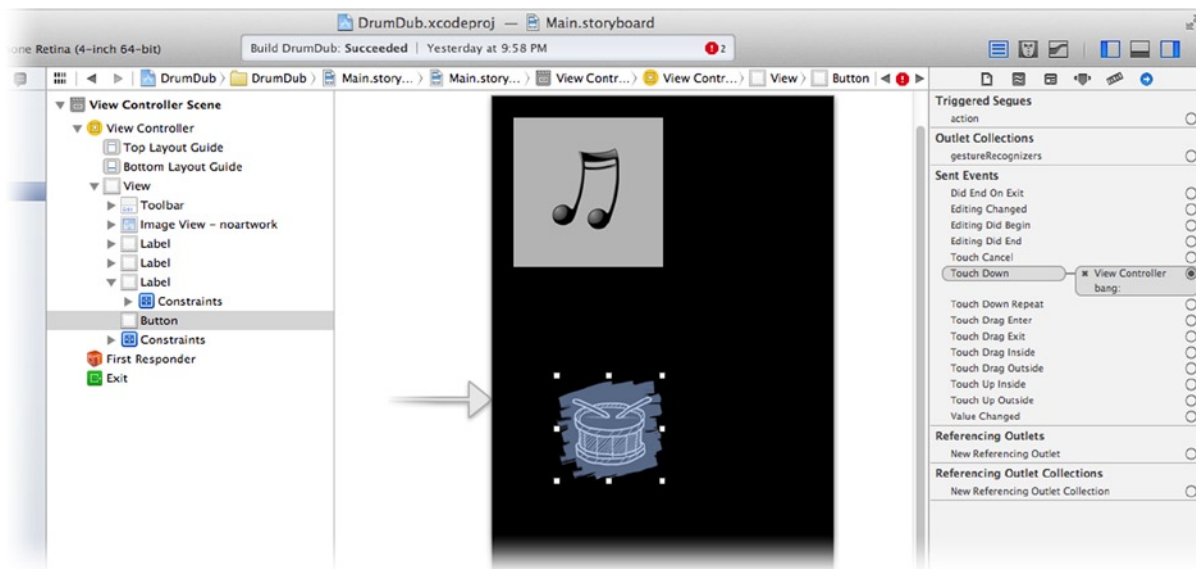 DrumDub.xcodeproj — Main.storyboard
one Retina (4-inch 64-bit)
Build DrumDub: Succeeded | Yesterday at 9:58 PM
2
DrumDub
DrumDub
Main.story...
Main.story...
View Contr...
View Contr...
View
Button
View Controller Scene
View Controller
Top Layout Guide
Bottom Layout Guide
View
Toolbar
Image View – noartwork
Label
Label
Label
Constraints
Button
Constraints
First Responder
Exit
Triggered Segues
action
Outlet Collections
gestureRecognizers
Sent Events
Did End On Exit
Editing Changed
Editing Did Begin
Editing Did End
Touch Cancel
Touch Down
View Controller
bang:
Touch Down Repeat
Touch Drag Enter
Touch Drag Exit
Touch Drag Inside
Touch Drag Outside
Touch Up Inside
Touch Up Outside
Value Changed
Referencing Outlets
New Referencing Outlet
Referencing Outlet Collections
New Referencing Outlet Collection